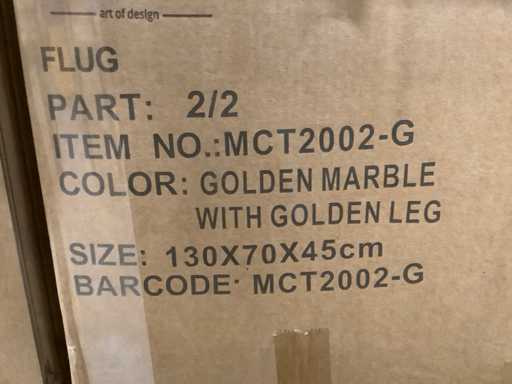 art of design
FLUG
PART: 2/2
ITEM NO.:MCT2002-G
COLOR: GOLDEN MARBLE
WITH GOLDEN LEG
SIZE: 130X70X45cm
BARCODE: MCT2002-G